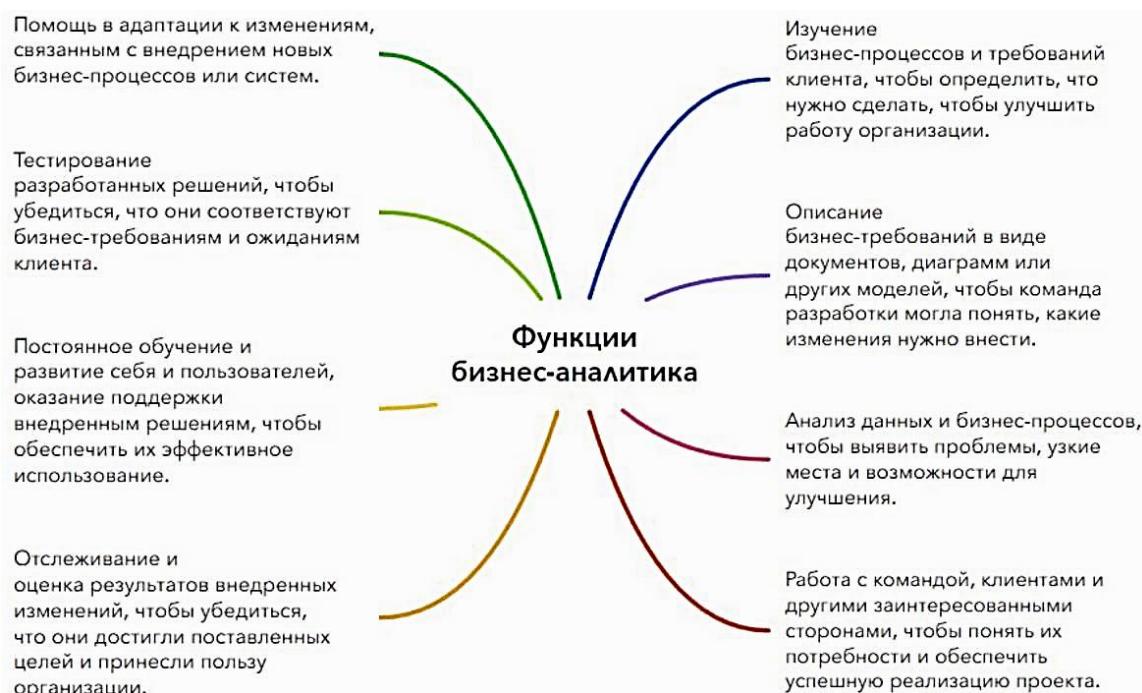 Помощь в адаптации к изменениям,
связанным с внедрением новых
бизнес-процессов или систем.
Тестирование
разработанных решений, чтобы
убедиться, что они соответствуют
бизнес-требованиям и ожиданиям
клиента.
Постоянное обучение и
развитие себя и пользователей,
оказание поддержки
внедренным решениям, чтобы
обеспечить их эффективное
использование.
Отслеживание и
оценка результатов внедренных
изменений, чтобы убедиться,
что они достигли поставленных
целей и принесли пользу
организации.
Функции
бизнес-аналитика
Изучение
бизнес-процессов и требований
клиента, чтобы определить, что
нужно сделать, чтобы улучшить
работу организации.
Описание
бизнес-требований в виде
документов, диаграмм или
других моделей, чтобы команда
разработки могла понять, какие
изменения нужно внести.
Анализ данных и бизнес-процессов,
чтобы выявить проблемы, узкие
места и возможности для
улучшения.
Работа с командой, клиентами и
другими заинтересованными
сторонами, чтобы понять их
потребности и обеспечить
успешную реализацию проекта.